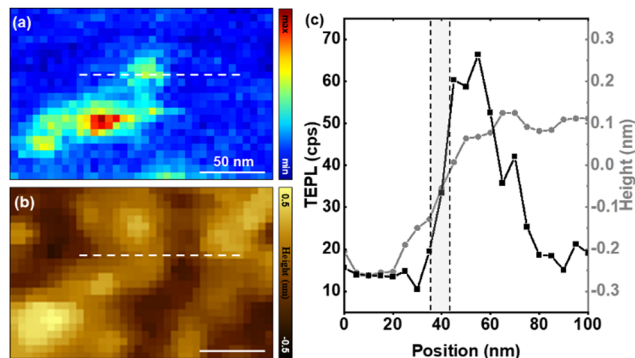 (a)
50 nm
max
min
(b)
0.5
Height (nm)
-0.5
(c)
TEPL (cps)
70
60
50
40
30
20
10
0 20 40 60 80 100
Position (nm)
0.3
0.2
0.1
0.0
-0.1
-0.2
-0.3
Height (nm)